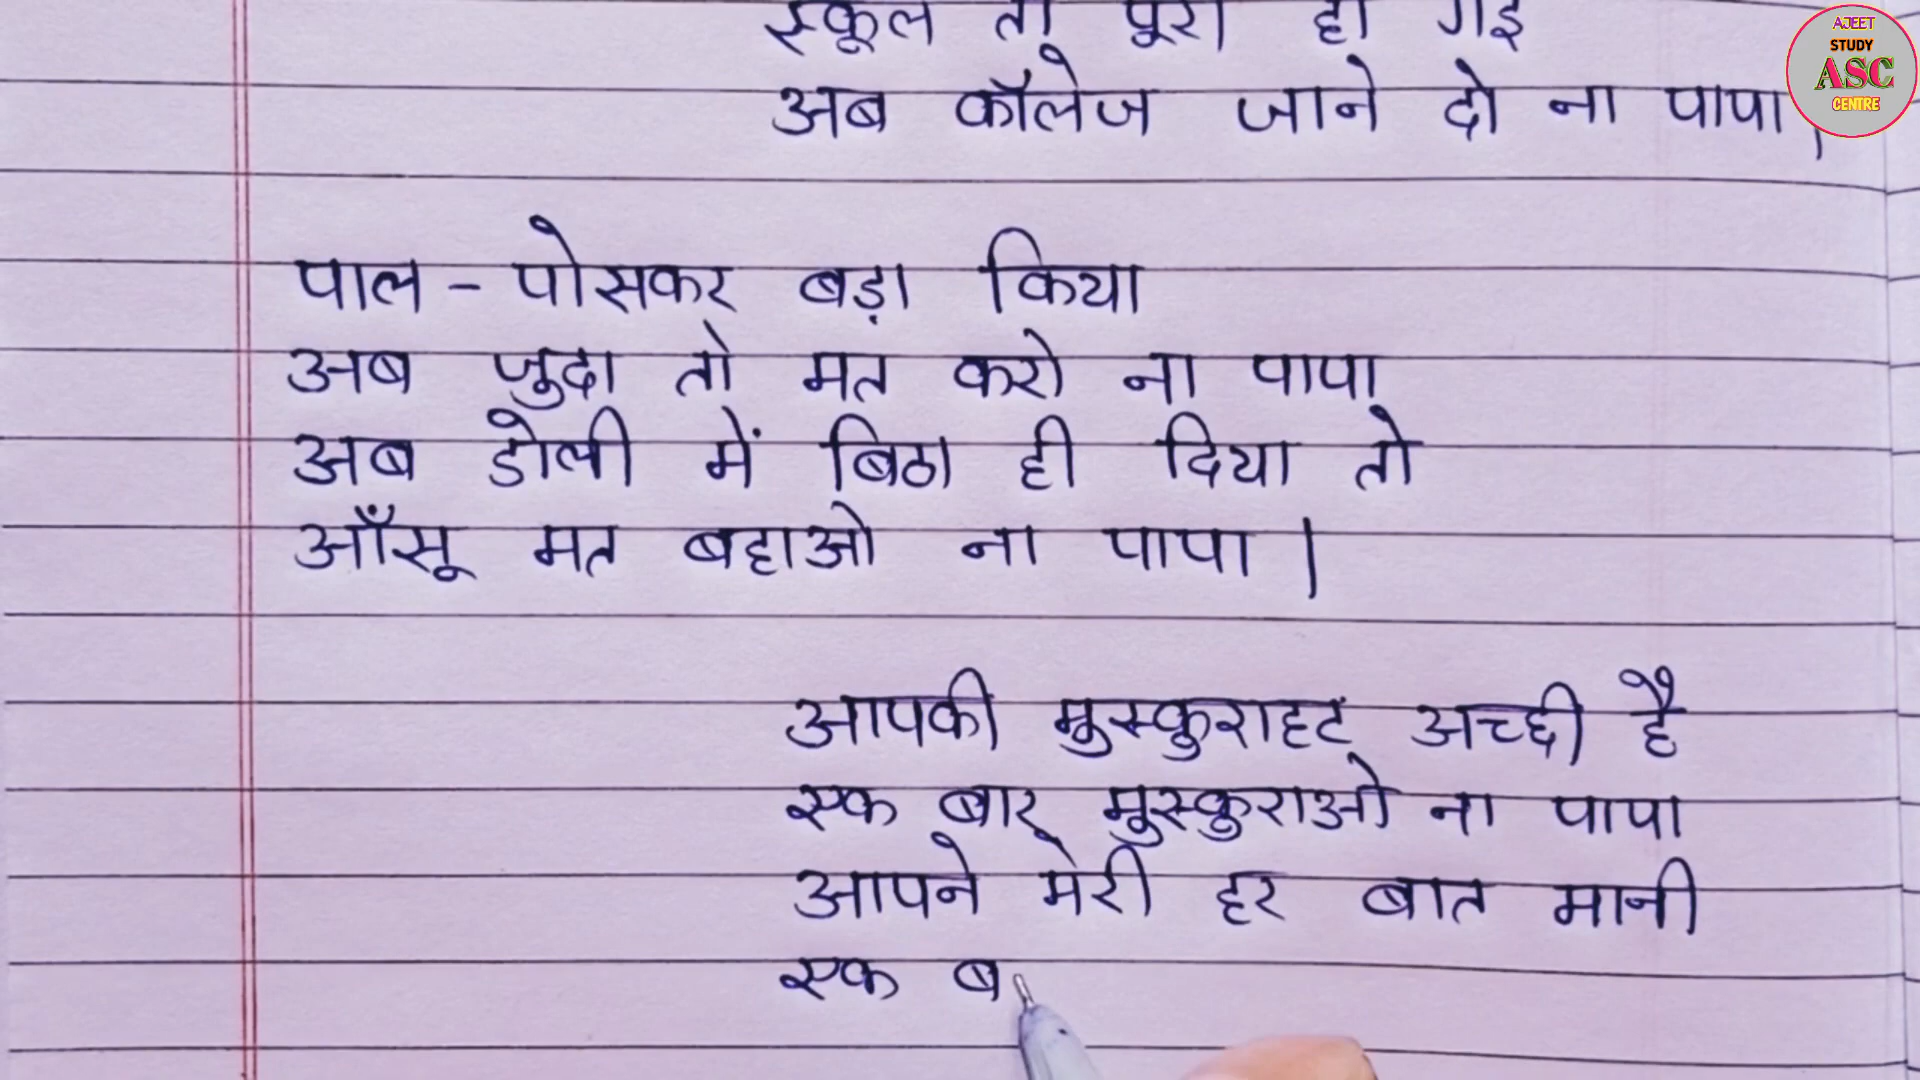 स्कूल तो पूरी हो गई
अब कॉलेज जाने दो ना पापा।
पाल-पोसकर बड़ा किया
अब जुदा तो मत करो ना पापा
अब डोली में बिठा ही दिया तो
आँसू मत बहाओ ना पापा।
आपकी मुस्कुराहट अच्छी है
एक बार मुस्कुराओ ना पापा
आपने मेरी हर बात मानी
एक ब
AJEET
STUDY
ASC
CENTRE